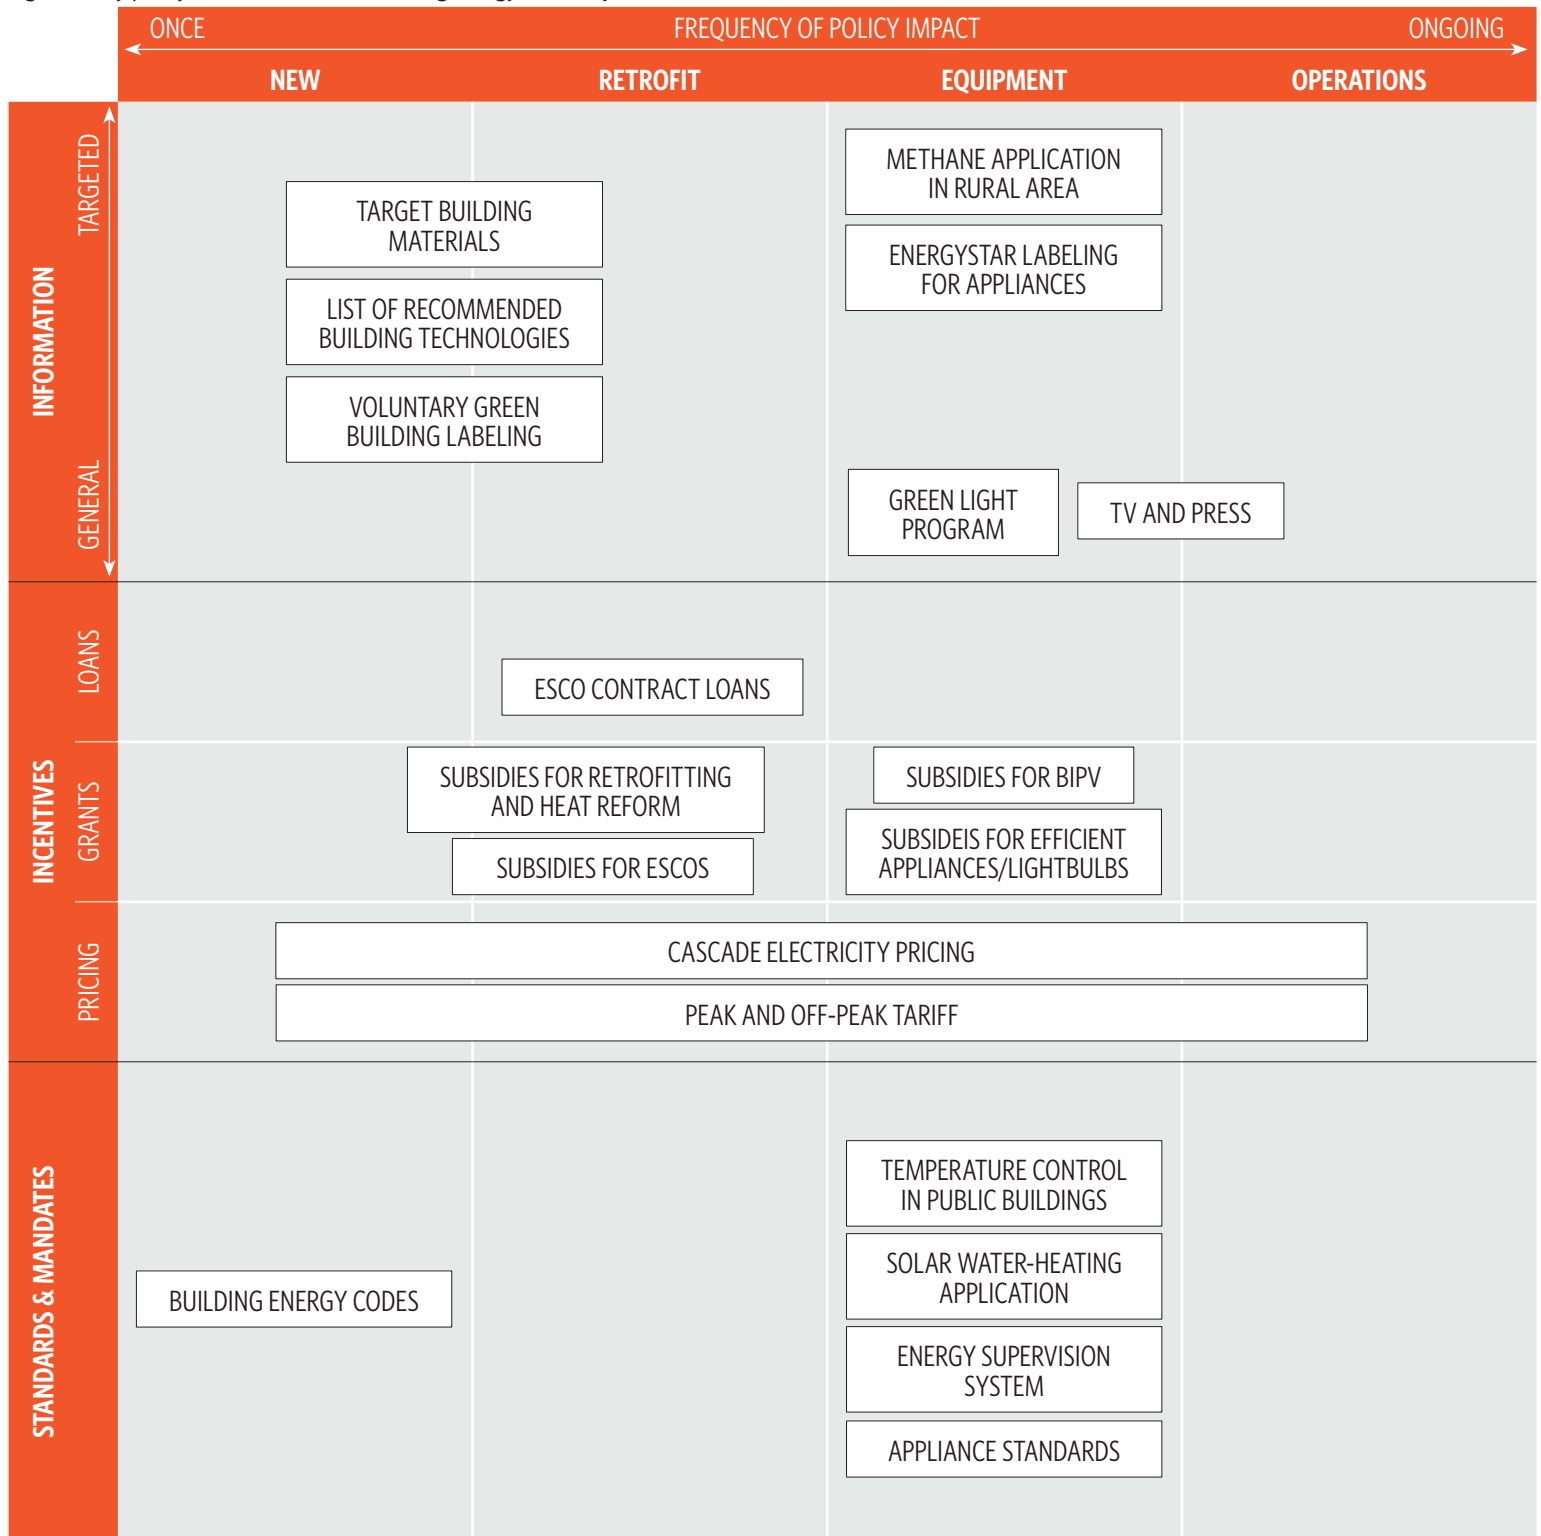 ONCE
FREQUENCY OF POLICY IMPACT
ONGOING
NEW
RETROFIT
EQUIPMENT
OPERATIONS
INFORMATION
TARGETED
GENERAL
TARGET BUILDING
MATERIALS
LIST OF RECOMMENDED
BUILDING TECHNOLOGIES
VOLUNTARY GREEN
BUILDING LABELING
METHANE APPLICATION
IN RURAL AREA
ENERGYSTAR LABELING
FOR APPLIANCES
GREEN LIGHT
PROGRAM
TV AND PRESS
INCENTIVES
LOANS
ESCO CONTRACT LOANS
GRANTS
SUBSIDIES FOR RETROFITTING
AND HEAT REFORM
SUBSIDIES FOR ESCOS
SUBSIDIES FOR BIPV
SUBSIDEIS FOR EFFICIENT
APPLIANCES/LIGHTBULBS
PRICING
CASCADE ELECTRICITY PRICING
PEAK AND OFF-PEAK TARIFF
STANDARDS & MANDATES
BUILDING ENERGY CODES
TEMPERATURE CONTROL
IN PUBLIC BUILDINGS
SOLAR WATER-HEATING
APPLICATION
ENERGY SUPERVISION
SYSTEM
APPLIANCE STANDARDS